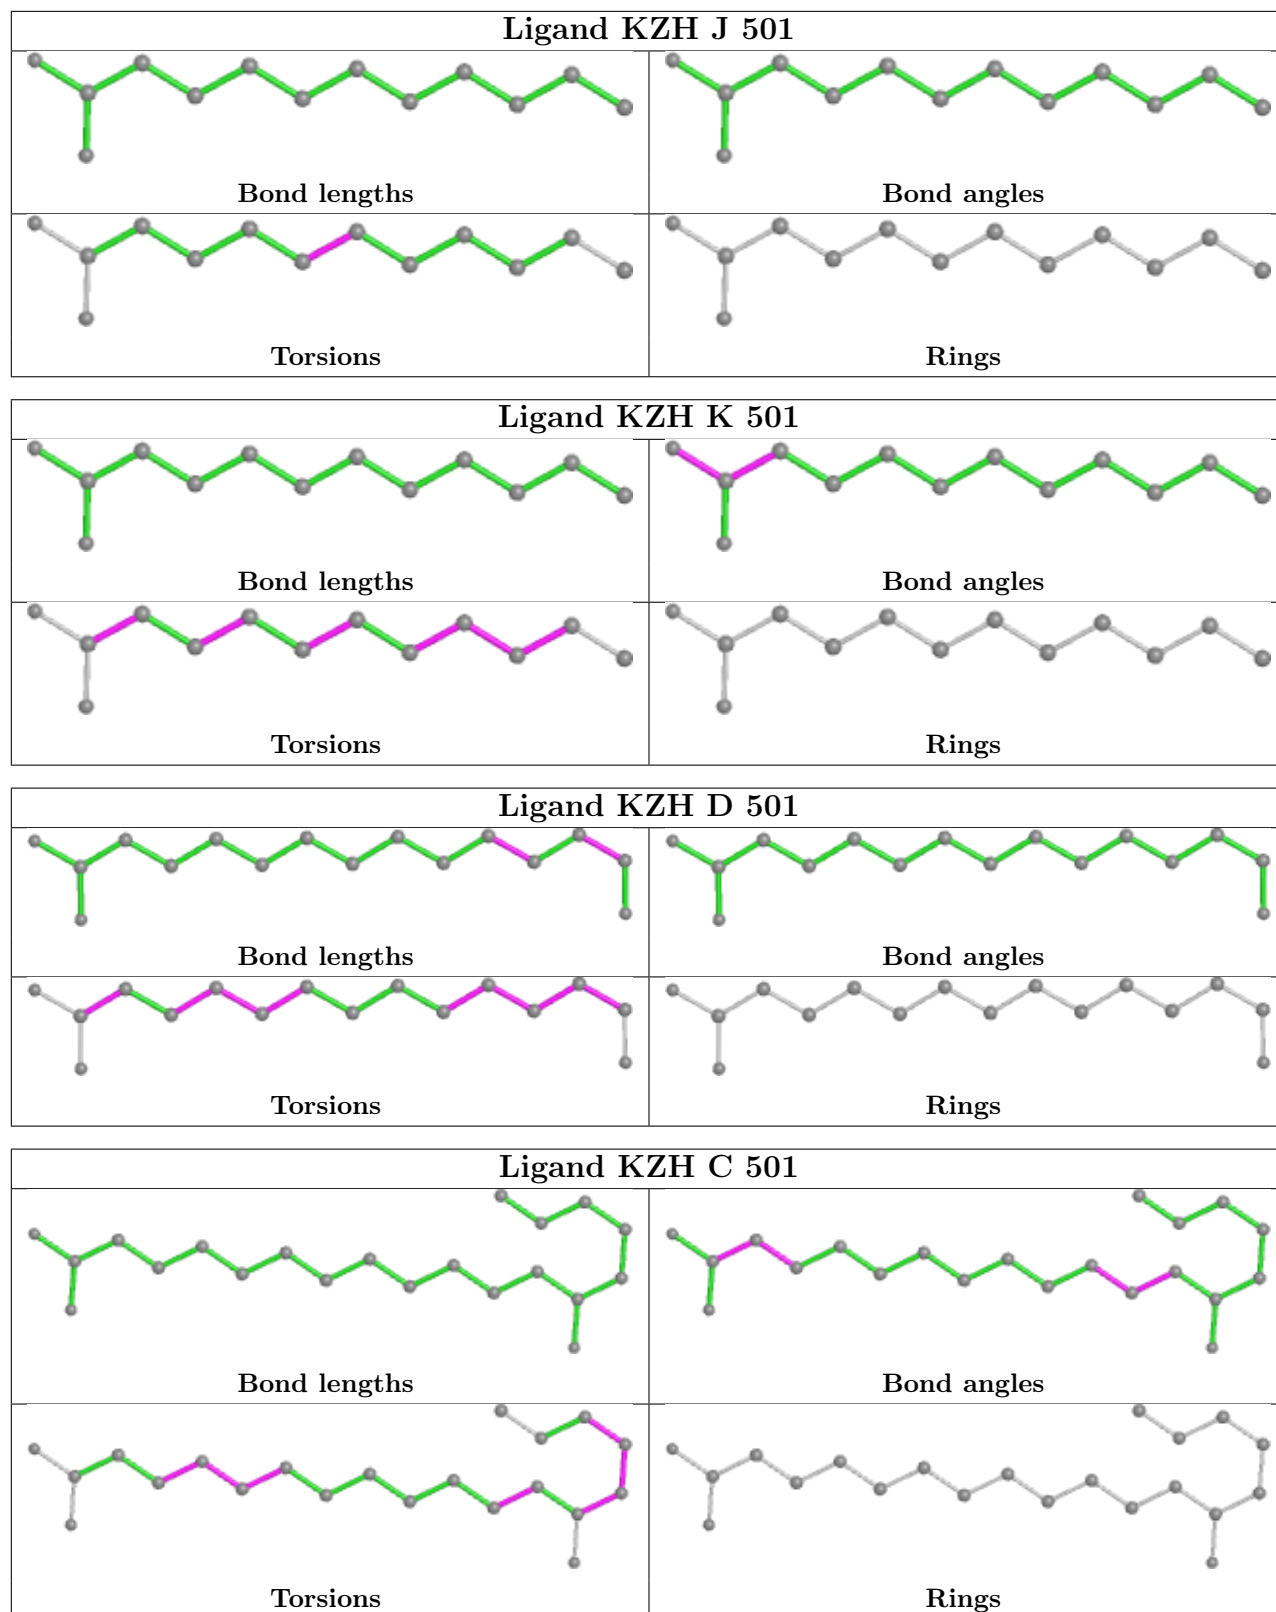 Ligand KZH J 501
Bond lengths
Bond angles
Torsions
Rings
Ligand KZH K 501
Bond lengths
Bond angles
Torsions
Rings
Ligand KZH D 501
Bond lengths
Bond angles
Torsions
Rings
Ligand KZH C 501
Bond lengths
Bond angles
Torsions
Rings